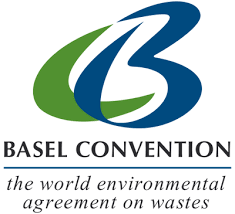 BASEL CONVENTION
the world environmental
agreement on wastes